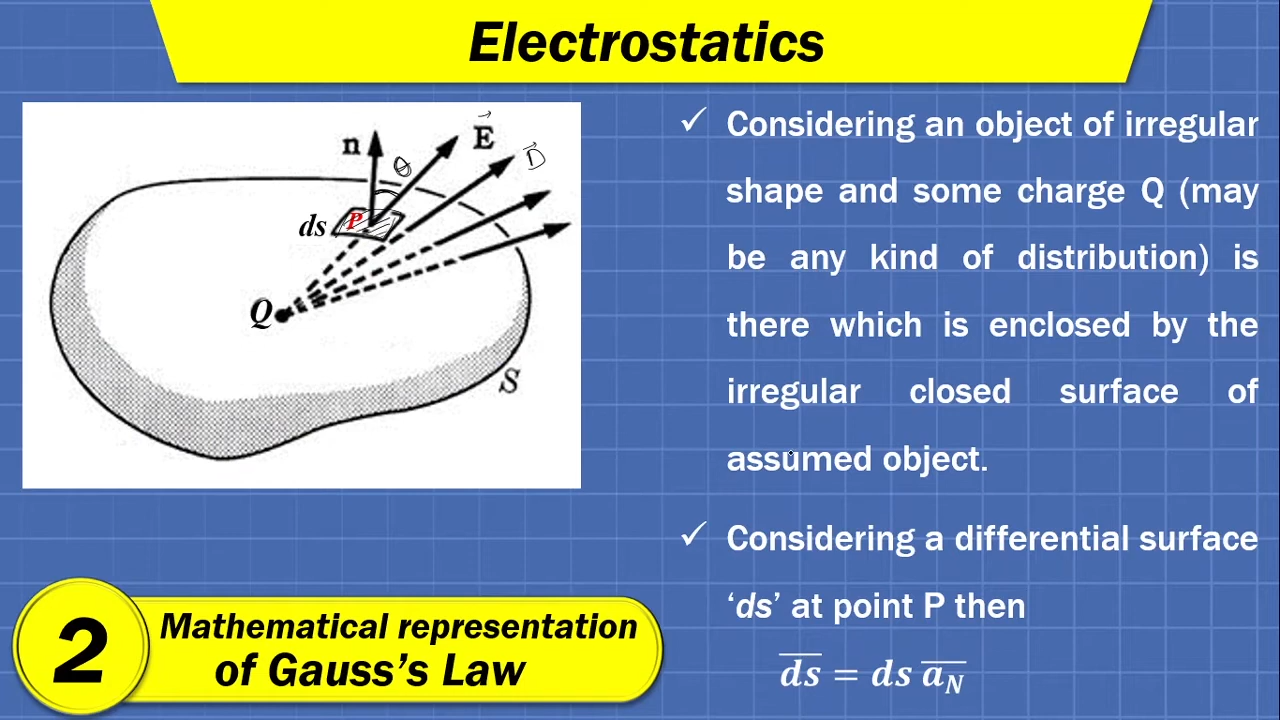 Electrostatics
n
θ
E⃗
D⃗
ds
P
Q
S
✓ Considering an object of irregular
shape and some charge Q (may
be any kind of distribution) is
there which is enclosed by the
irregular closed surface of
assumed object.
✓ Considering a differential surface
‘ds’ at point P then
d̅s̅ = ds a̅_N̅
2
Mathematical representation
of Gauss’s Law